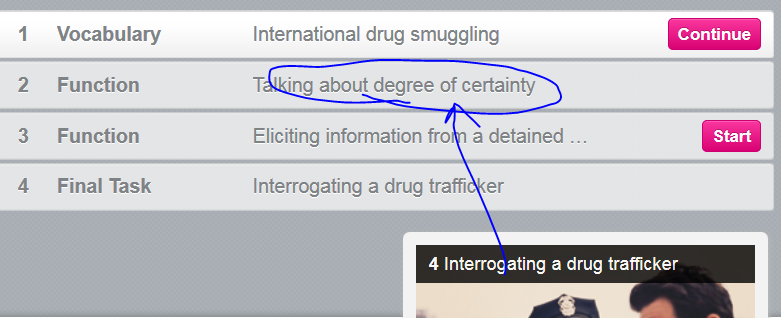 1 Vocabulary International drug smuggling Continue
2 Function Talking about degree of certainty
3 Function Eliciting information from a detained … Start
4 Final Task Interrogating a drug trafficker
4 Interrogating a drug trafficker